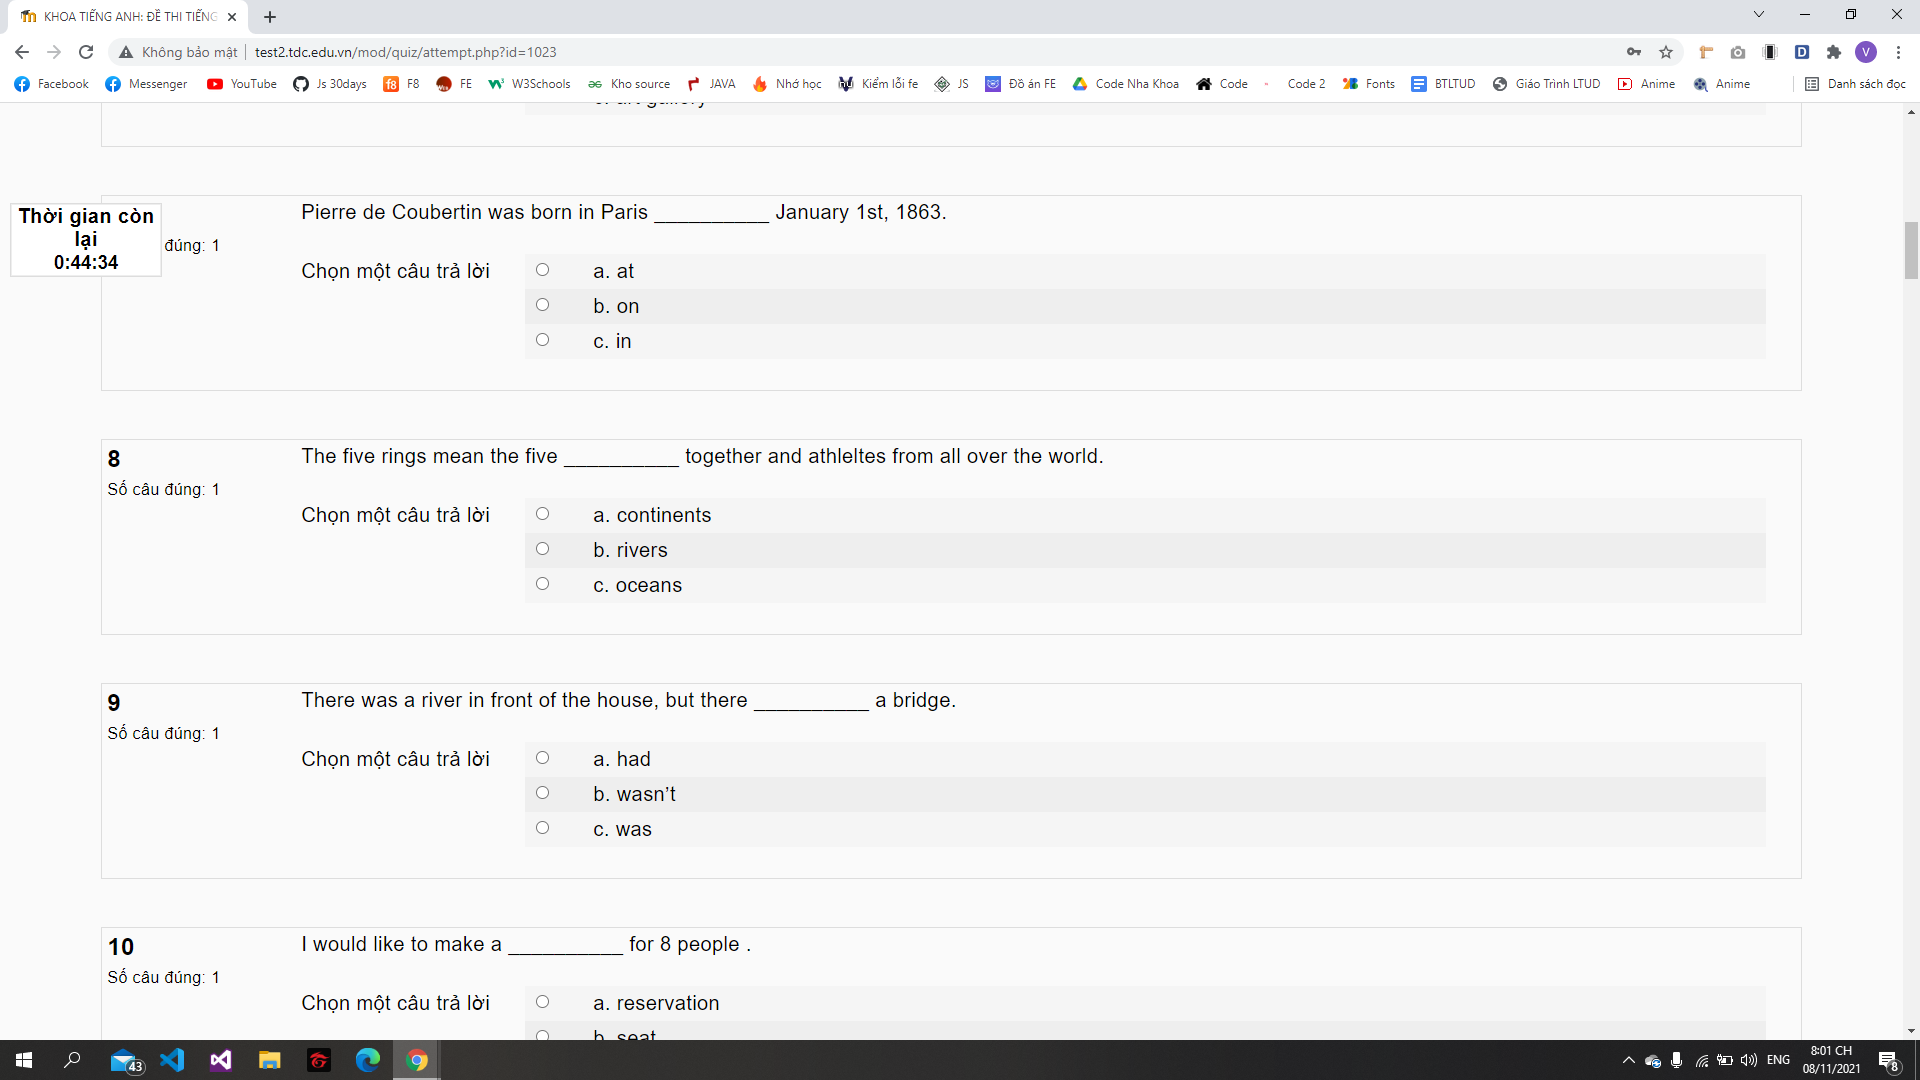 KHOA TIẾNG ANH: ĐỀ THI TIẾNG
Không bảo mật
test2.tdc.edu.vn/mod/quiz/attempt.php?id=1023
D
V
Facebook Messenger YouTube Js 30days F8 FE W3Schools Kho source JAVA Nhớ học Kiểm lỗi fe JS Đồ án FE Code Nha Khoa Code Code 2 Fonts BTLTUD Giáo Trình LTUD Anime Anime Danh sách đọc
c. art gallery
Thời gian còn
lại
0:44:34
đúng: 1
Pierre de Coubertin was born in Paris __________ January 1st, 1863.
Chọn một câu trả lời
a. at
b. on
c. in
8
Số câu đúng: 1
The five rings mean the five __________ together and athleltes from all over the world.
Chọn một câu trả lời
a. continents
b. rivers
c. oceans
9
Số câu đúng: 1
There was a river in front of the house, but there __________ a bridge.
Chọn một câu trả lời
a. had
b. wasn’t
c. was
10
Số câu đúng: 1
I would like to make a __________ for 8 people .
Chọn một câu trả lời
a. reservation
b. seat
43
ENG
8:01 CH
08/11/2021
8